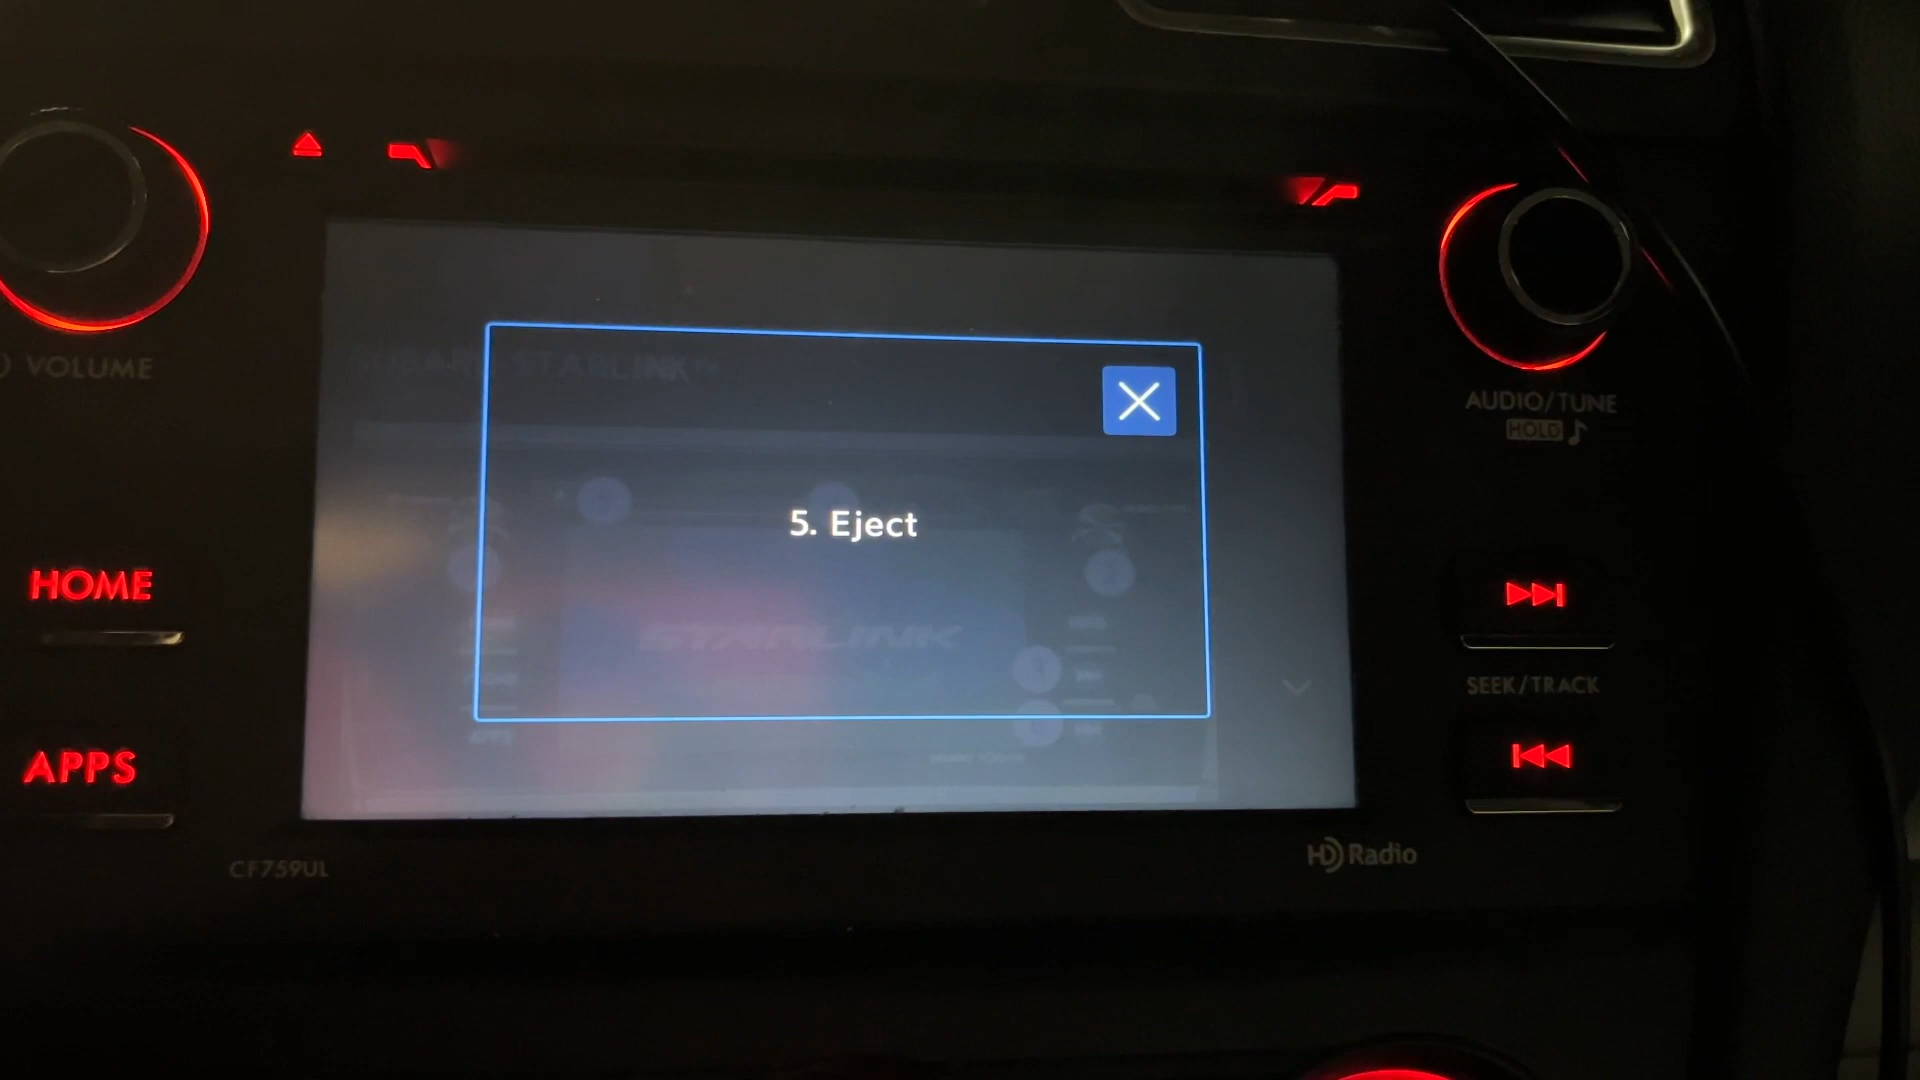 VOLUME
AUDIO/TUNE
HOLD
SUBARU STARLINK
5. Eject
STARLINK
HOME
SEEK/TRACK
APPS
CF759UL
HD Radio